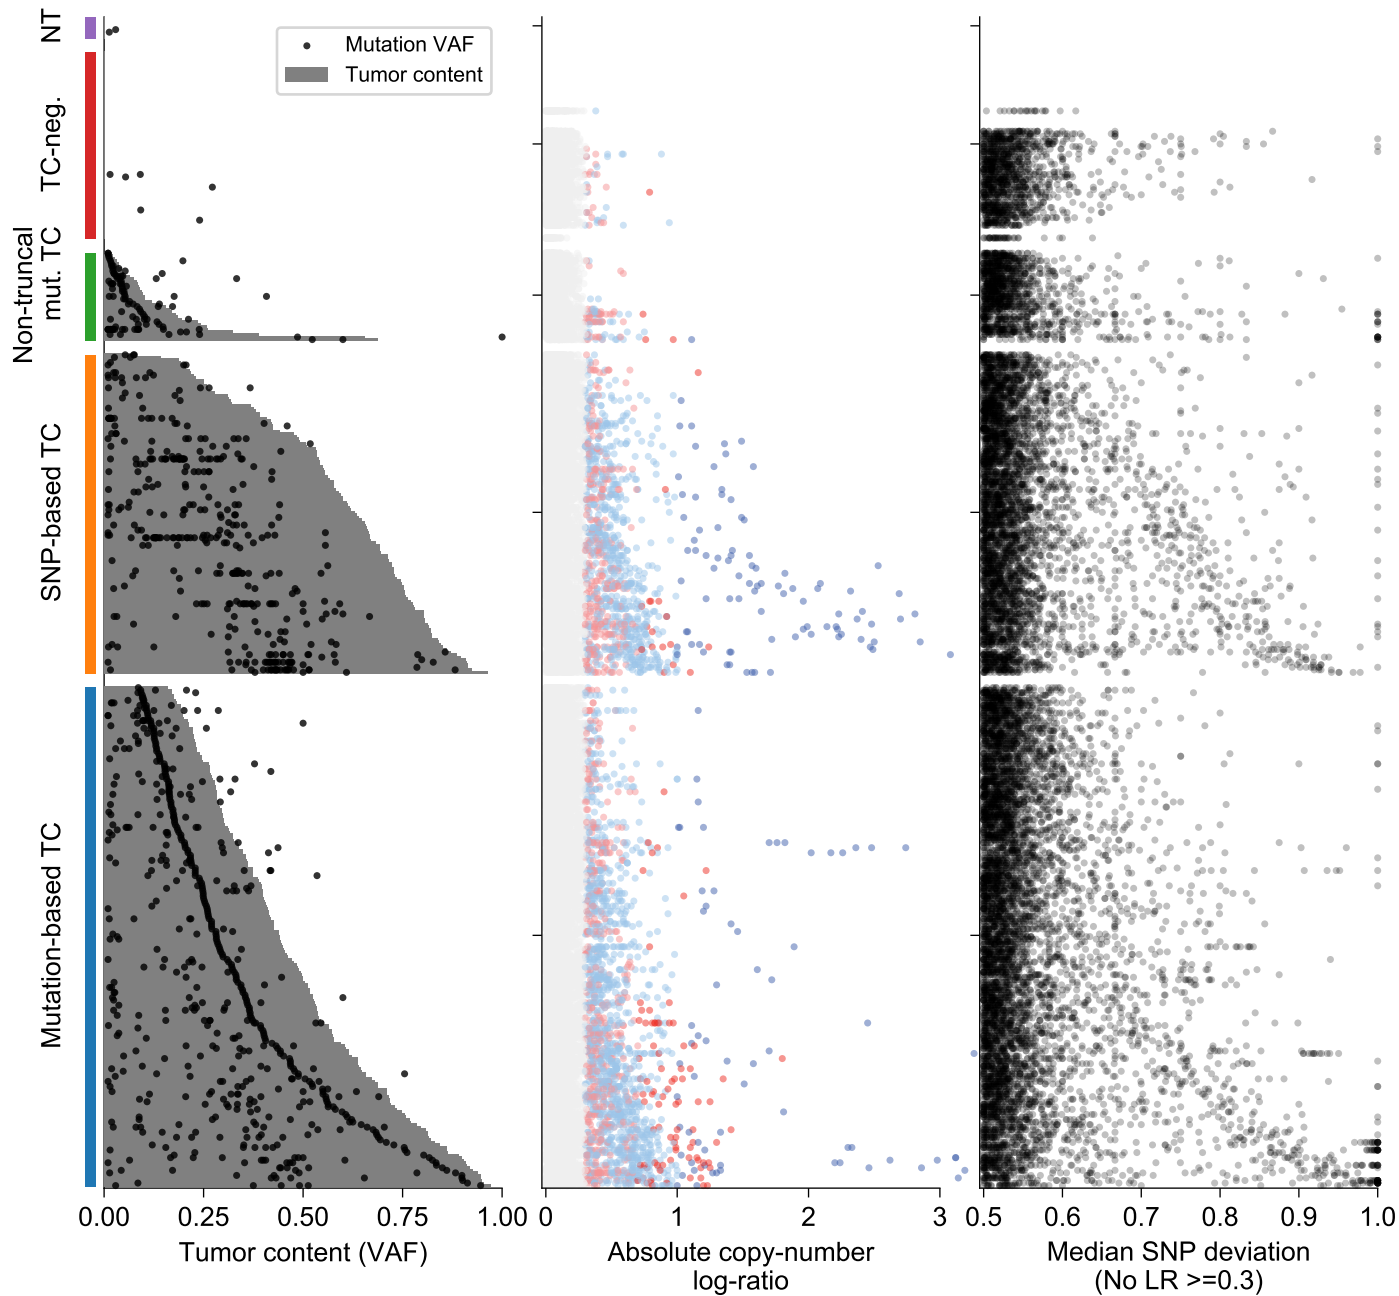 NT
TC-neg.
Non-truncal
mut. TC
SNP-based TC
Mutation-based TC
Mutation VAF
Tumor content
0.00 0.25 0.50 0.75 1.00
Tumor content (VAF)
0 1 2 3
Absolute copy-number
log-ratio
0.5 0.6 0.7 0.8 0.9 1.0
Median SNP deviation
(No LR >=0.3)